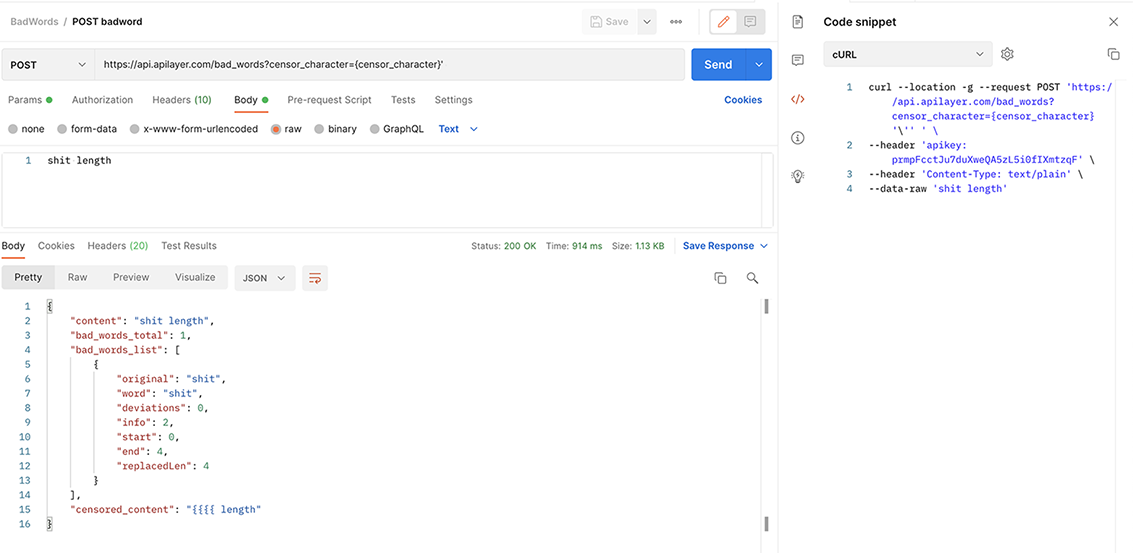 BadWords / POST badword
Save
POST
https://api.apilayer.com/bad_words?censor_character={censor_character}'
Send
Params Authorization Headers (10) Body Pre-request Script Tests Settings
Cookies
none form-data x-www-form-urlencoded raw binary GraphQL Text
1 shit length
Body Cookies Headers (20) Test Results
Status: 200 OK Time: 914 ms Size: 1.13 KB Save Response
Pretty Raw Preview Visualize JSON
1 {
2 "content": "shit length",
3 "bad_words_total": 1,
4 "bad_words_list": [
5 {
6 "original": "shit",
7 "word": "shit",
8 "deviations": 0,
9 "info": 2,
10 "start": 0,
11 "end": 4,
12 "replacedLen": 4
13 }
14 ],
15 "censored_content": "{{{{ length"
16 }
Code snippet
cURL
1 curl --location -g --request POST 'https:/
/api.apilayer.com/bad_words?
censor_character={censor_character}
'\'' ' \
2 --header 'apikey:
prmpFcctJu7duXweQA5zL5i0fIXmtzqF' \
3 --header 'Content-Type: text/plain' \
4 --data-raw 'shit length'